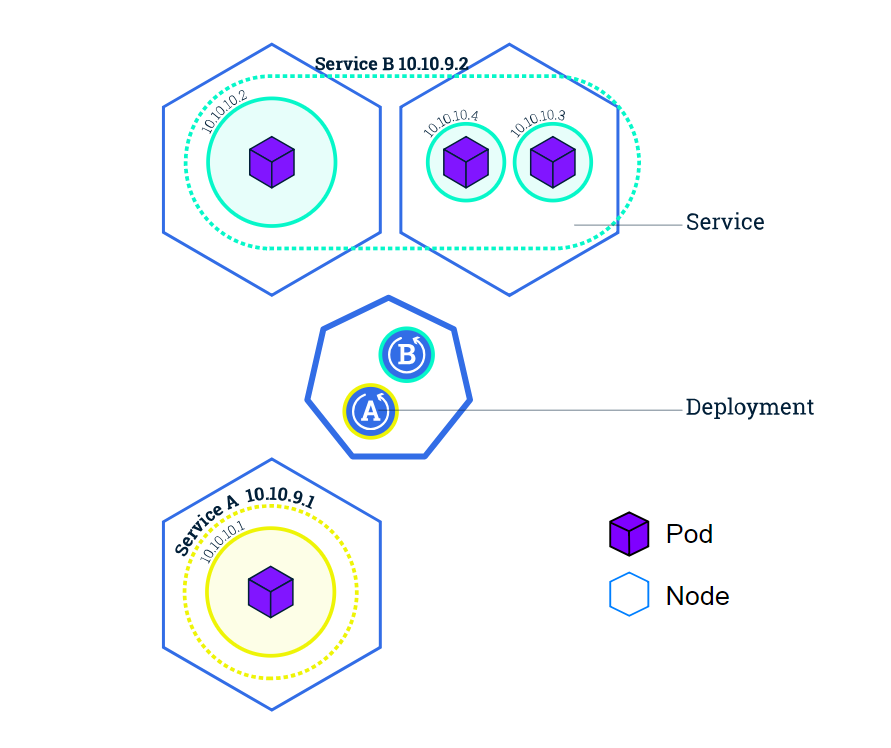 Service B 10.10.9.2
10.10.10.2
10.10.10.4
10.10.10.3
Service
B
A
Deployment
Service A 10.10.9.1
10.10.10.1
Pod
Node